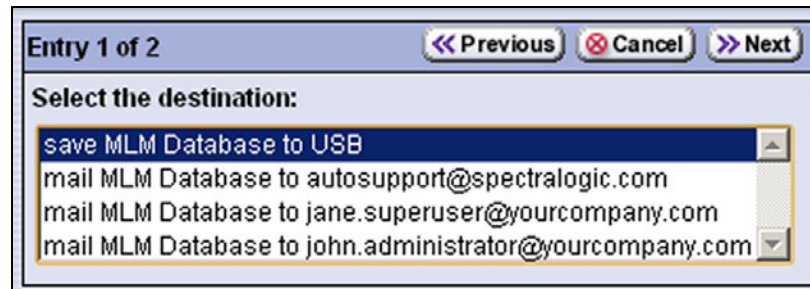 Entry 1 of 2 Previous Cancel Next
Select the destination:
save MLM Database to USB
mail MLM Database to autosupport@spectralogic.com
mail MLM Database to jane.superuser@yourcompany.com
mail MLM Database to john.administrator@yourcompany.com